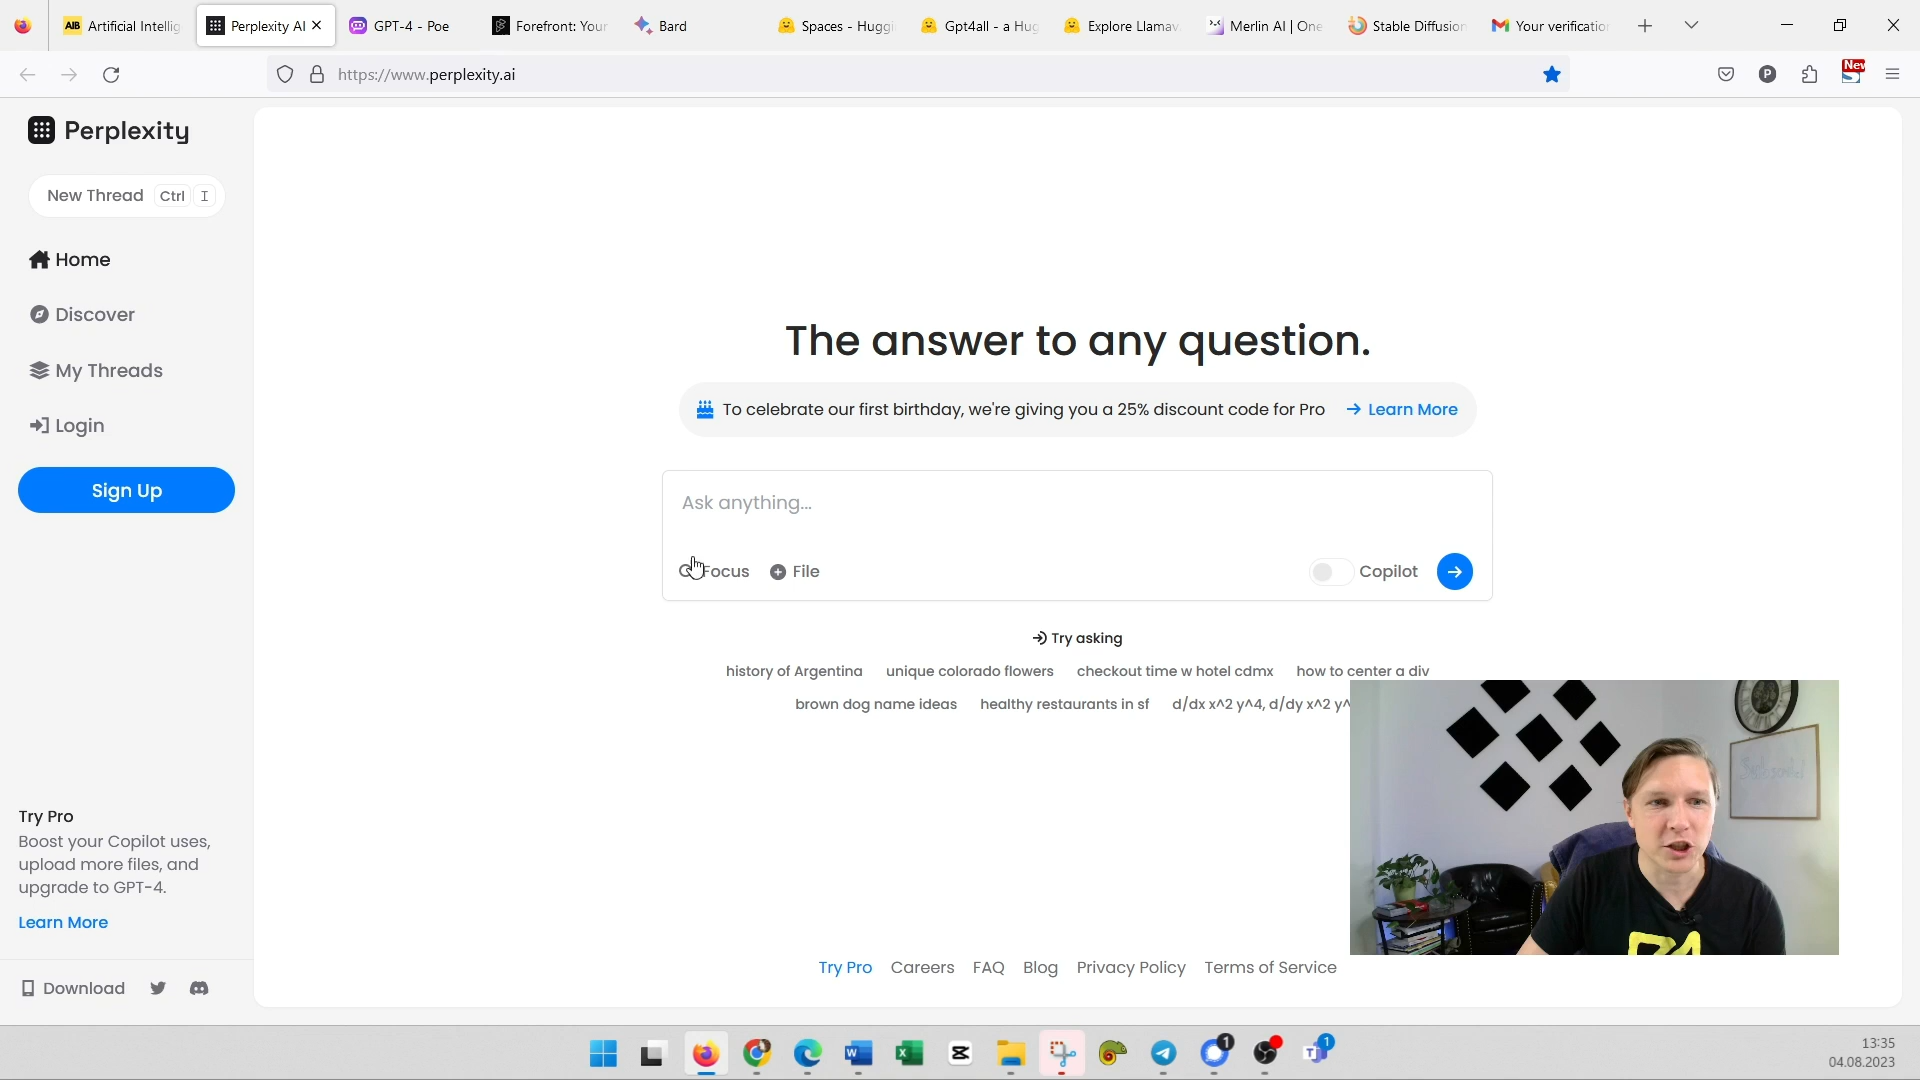 AIB Artificial Intellig
Perplexity AI
GPT-4 - Poe
Forefront: Your
Bard
Spaces - Huggi
Gpt4all - a Hug
Explore Llamav
Merlin AI | One
Stable Diffusion
Your verification
https://www.perplexity.ai
P
New
Perplexity
New Thread Ctrl I
Home
Discover
My Threads
Login
Sign Up
The answer to any question.
To celebrate our first birthday, we're giving you a 25% discount code for Pro → Learn More
Ask anything...
Focus
File
Copilot
Try asking
history of Argentina
unique colorado flowers
checkout time w hotel cdmx
how to center a div
brown dog name ideas
healthy restaurants in sf
d/dx x^2 y^4, d/dy x^2 y^
Try Pro
Boost your Copilot uses,
upload more files, and
upgrade to GPT-4.
Learn More
Download
Try Pro
Careers
FAQ
Blog
Privacy Policy
Terms of Service
1
1
13:35
04.08.2023